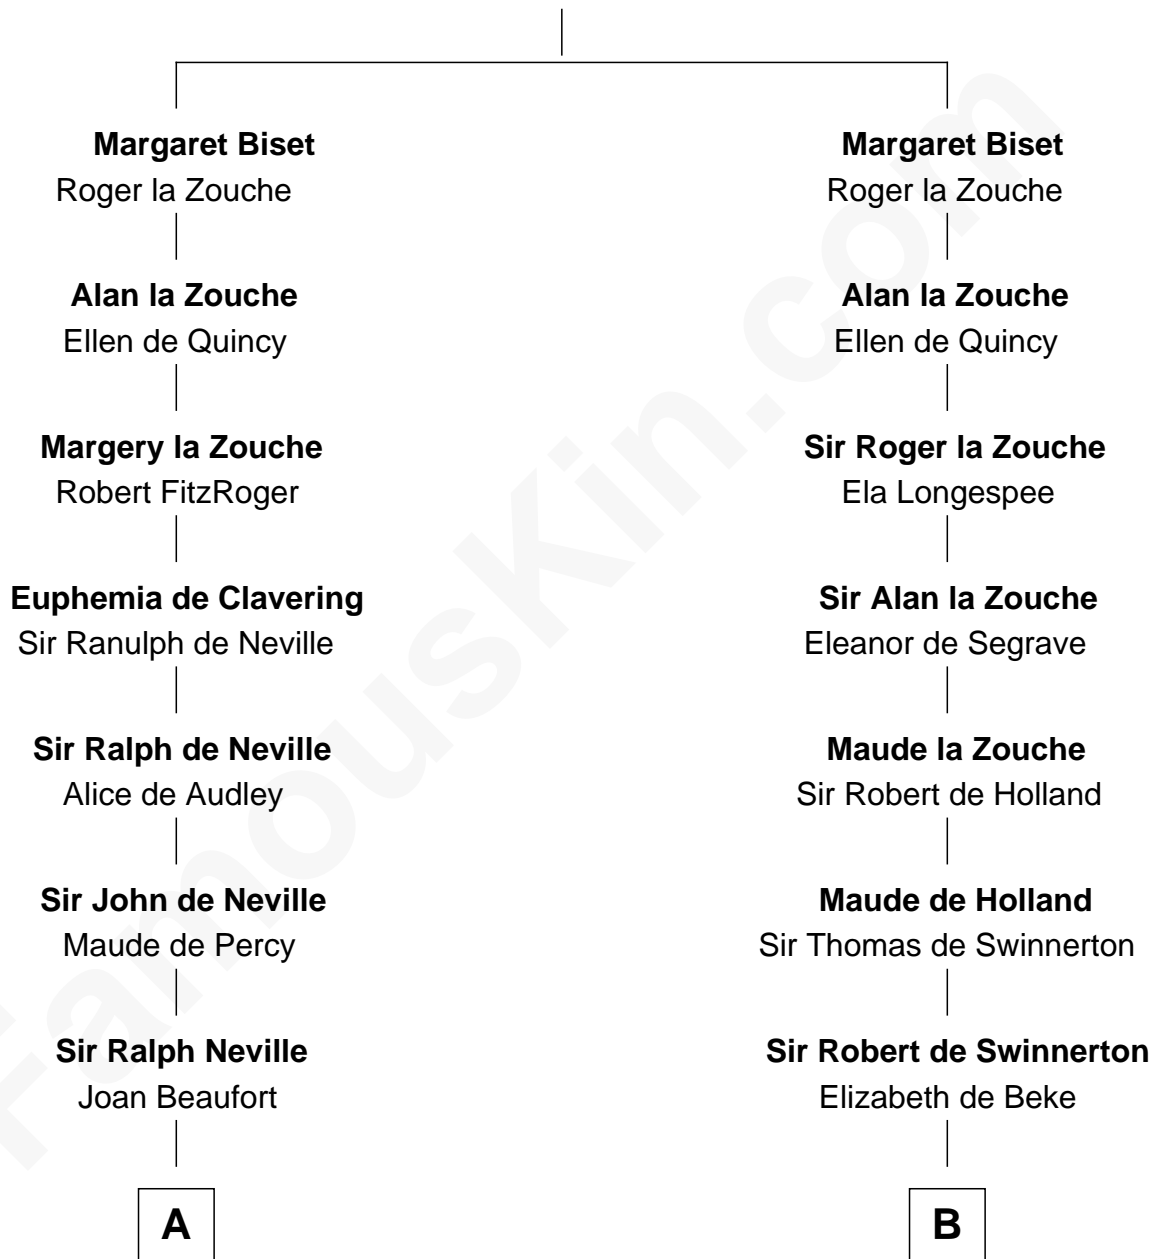 Margaret Biset
Roger la Zouche
Alan la Zouche
Ellen de Quincy
Margery la Zouche
Robert FitzRoger
Euphemia de Clavering
Sir Ranulph de Neville
Sir Ralph de Neville
Alice de Audley
Sir John de Neville
Maude de Percy
Sir Ralph Neville
Joan Beaufort
A
Margaret Biset
Roger la Zouche
Alan la Zouche
Ellen de Quincy
Sir Roger la Zouche
Ela Longespee
Sir Alan la Zouche
Eleanor de Segrave
Maude la Zouche
Sir Robert de Holland
Maude de Holland
Sir Thomas de Swinnerton
Sir Robert de Swinnerton
Elizabeth de Beke
B
FamousKin.com